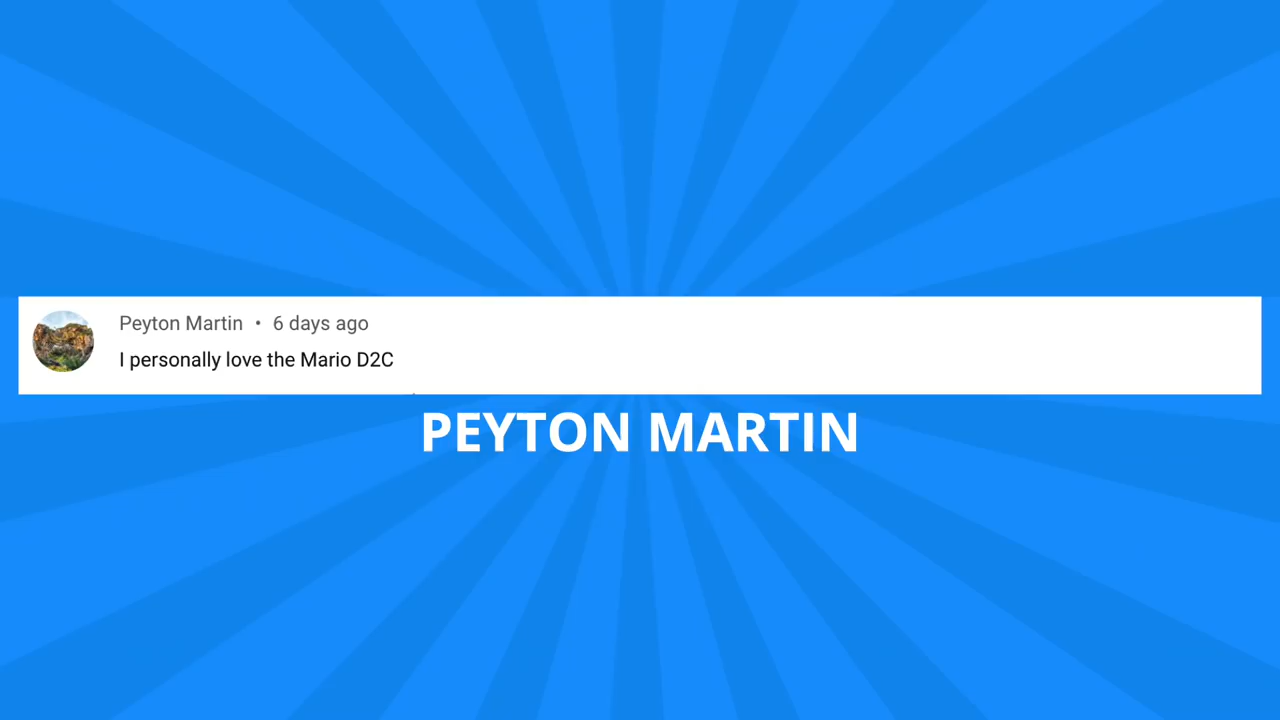 Peyton Martin • 6 days ago
I personally love the Mario D2C
PEYTON MARTIN